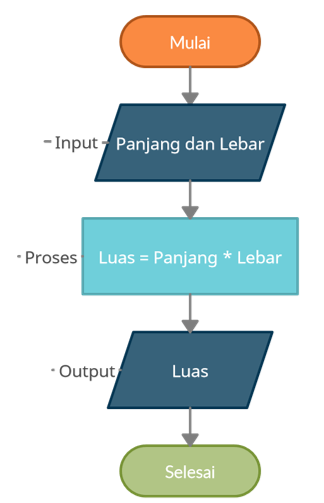 Mulai
Input
Panjang dan Lebar
Proses
Luas = Panjang * Lebar
Output
Luas
Selesai